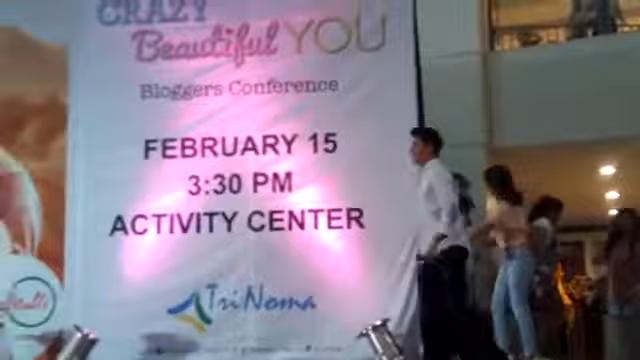 CRAZY
Beautiful YOU
Bloggers Conference
FEBRUARY 15
3:30 PM
ACTIVITY CENTER
TriNoma